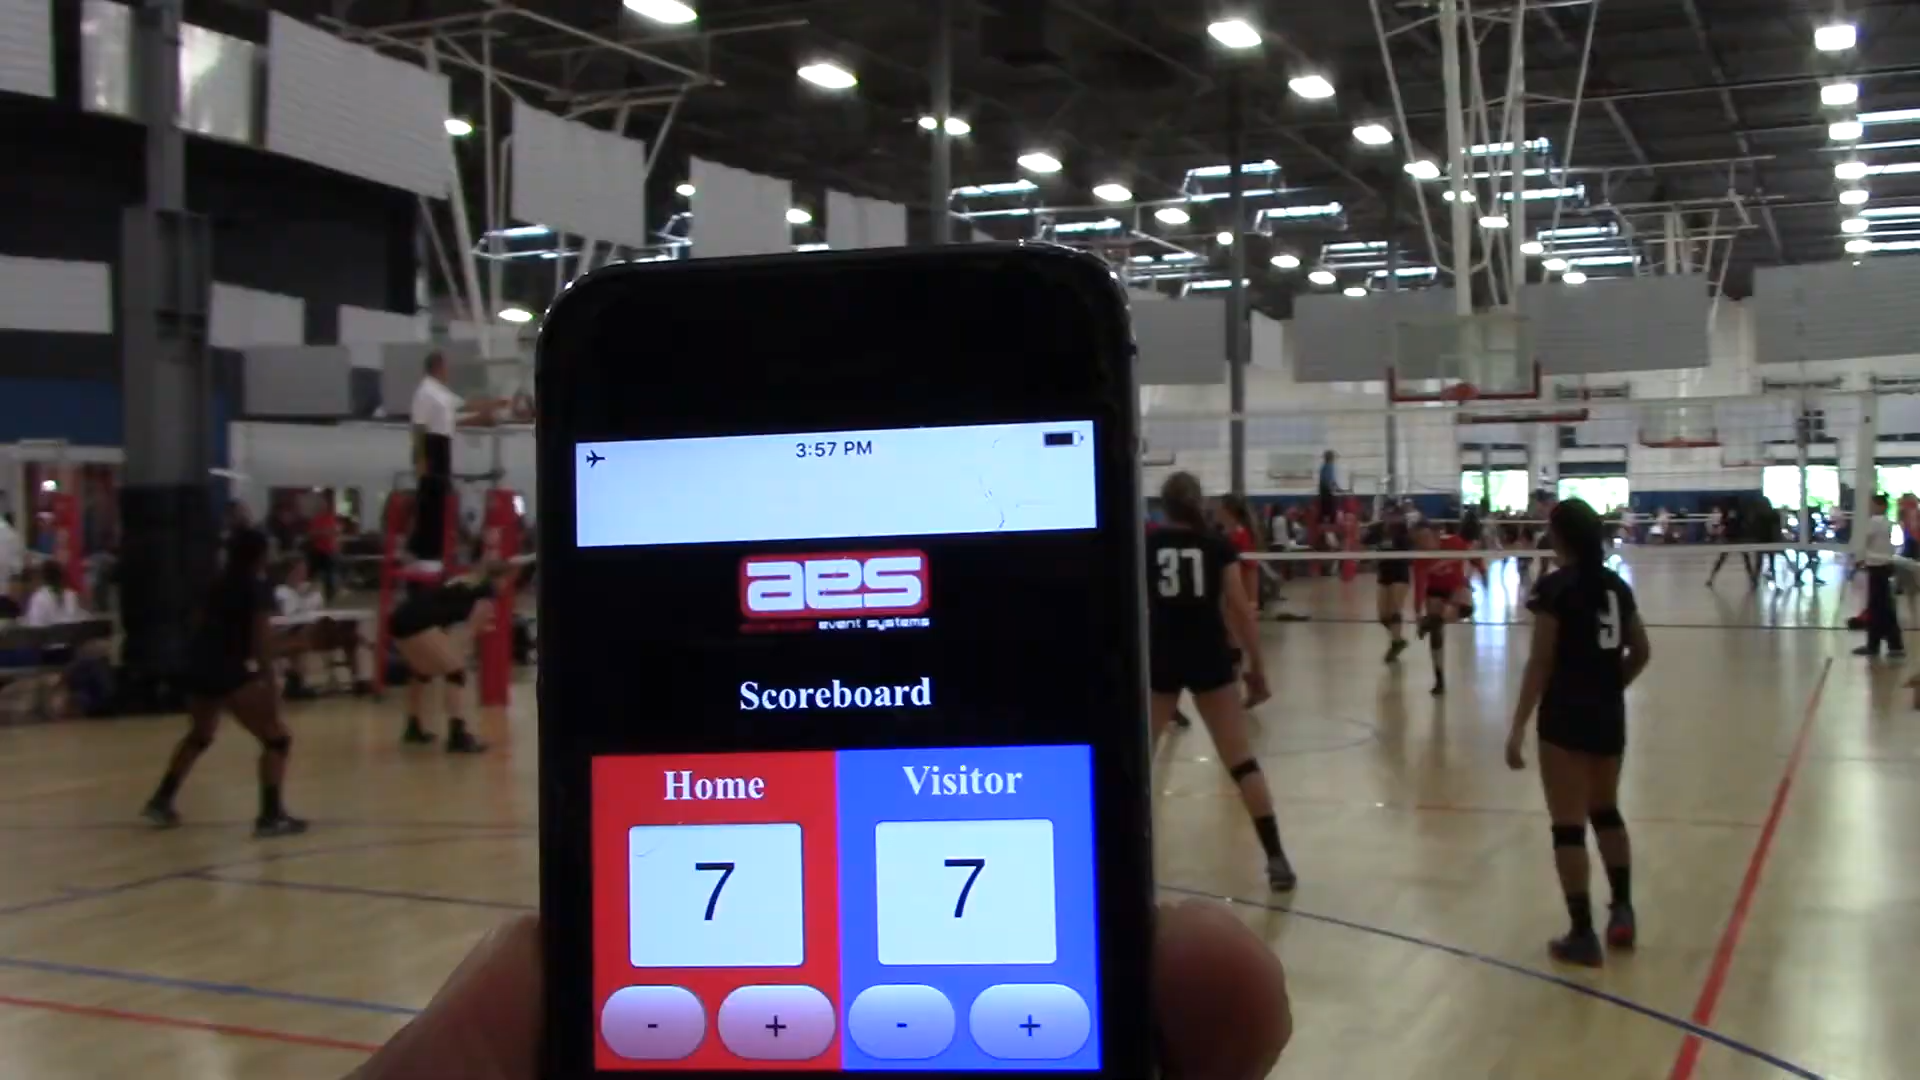 3:57 PM
aes
event systems
Scoreboard
Home Visitor
7 7
- + - +
37
9